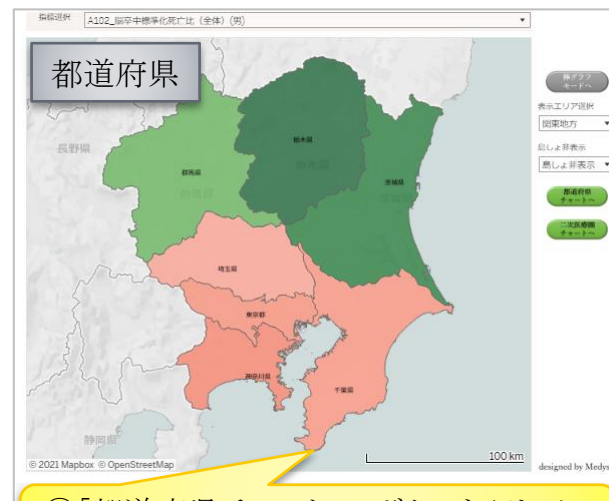 指標選択 A102_脳卒中標準化死亡比（全体）（男）
都道府県
棒グラフ
モードへ
表示エリア選択
関東地方
島しょ非表示
島しょ非表示
都道府県
チャートへ
二次医療圏
チャートへ
長野県
栃木県
群馬県
茨城県
埼玉県
東京都
神奈川県
千葉県
静岡県
100 km
© 2021 Mapbox © OpenStreetMap
designed by Medys